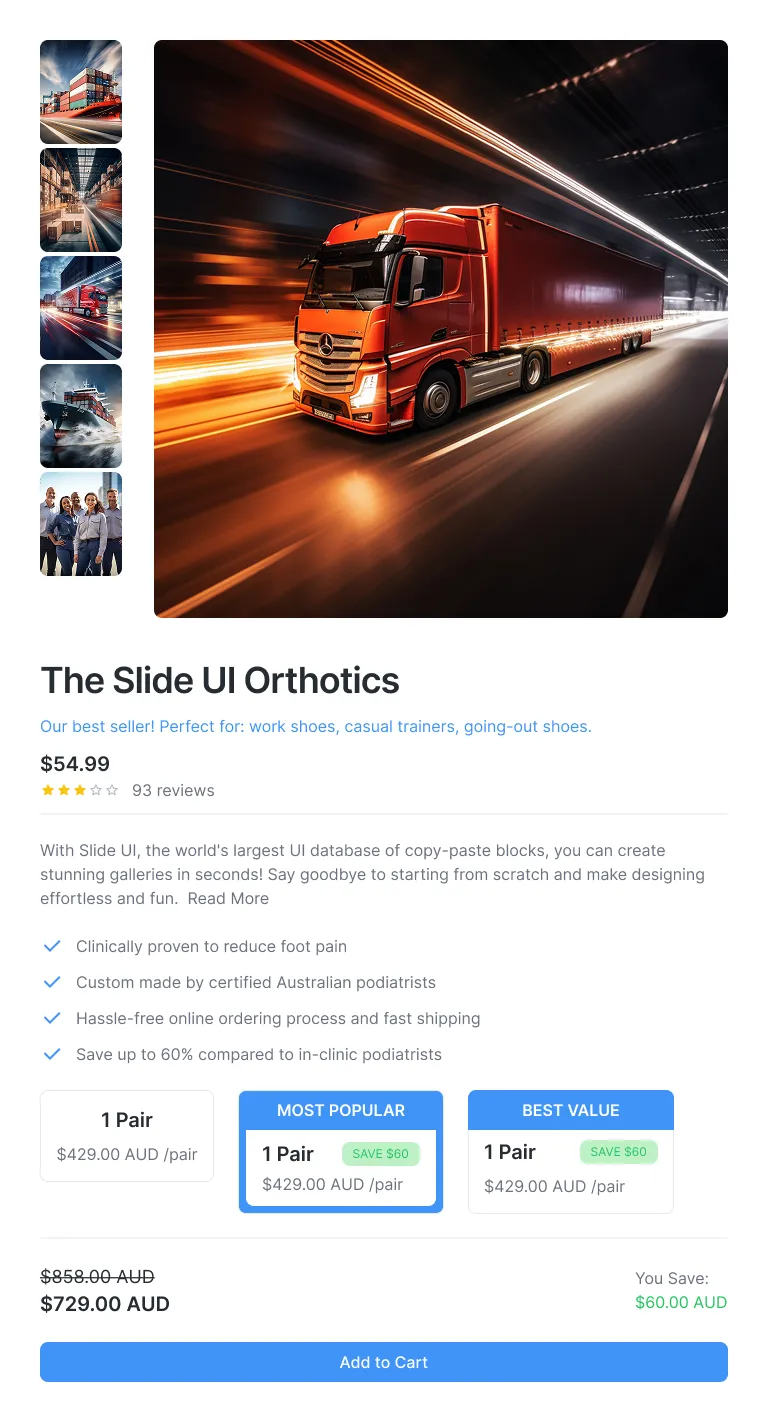 The Slide UI Orthotics
Our best seller! Perfect for: work shoes, casual trainers, going-out shoes.
$54.99
93 reviews
With Slide UI, the world's largest UI database of copy-paste blocks, you can create
stunning galleries in seconds! Say goodbye to starting from scratch and make designing
effortless and fun. Read More
Clinically proven to reduce foot pain
Custom made by certified Australian podiatrists
Hassle-free online ordering process and fast shipping
Save up to 60% compared to in-clinic podiatrists
1 Pair
$429.00 AUD /pair
MOST POPULAR
1 Pair SAVE $60
$429.00 AUD /pair
BEST VALUE
1 Pair SAVE $60
$429.00 AUD /pair
$858.00 AUD
$729.00 AUD
You Save:
$60.00 AUD
Add to Cart